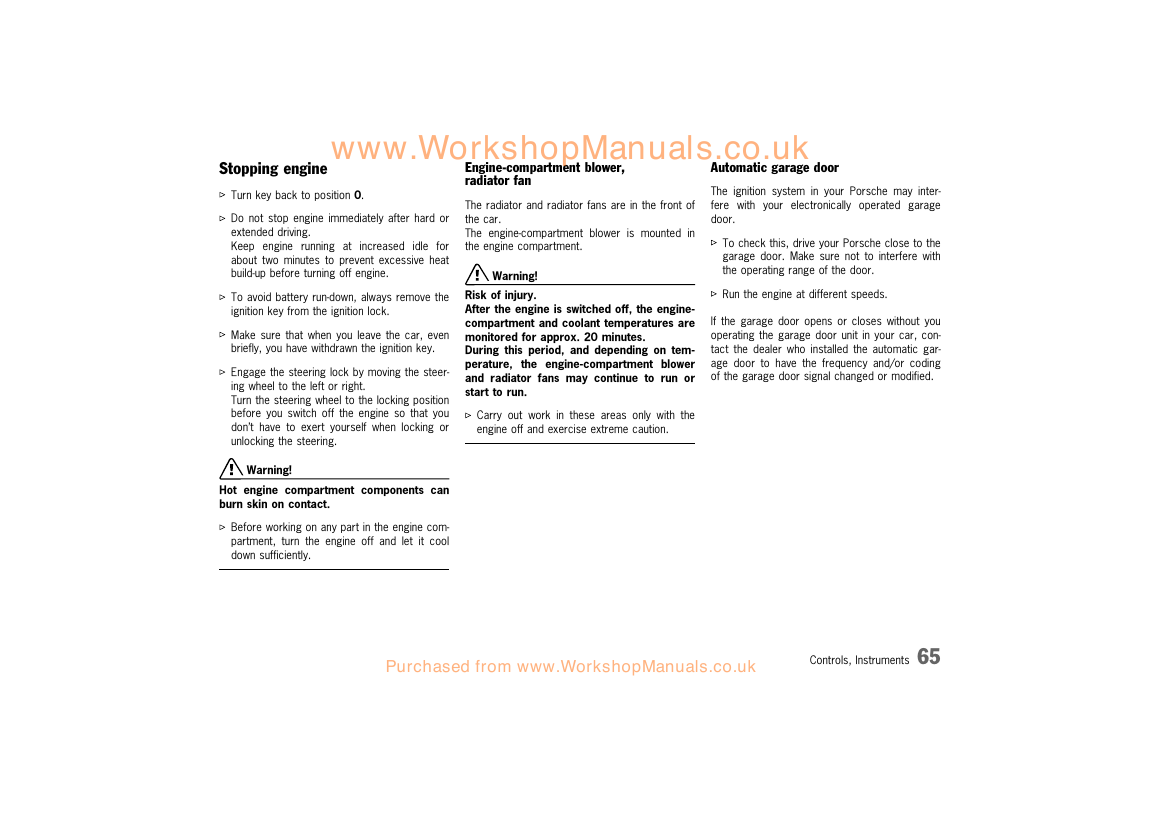 www.WorkshopManuals.co.uk
Stopping engine
▷ Turn key back to position 0.
▷ Do not stop engine immediately after hard or
extended driving.
Keep engine running at increased idle for
about two minutes to prevent excessive heat
build-up before turning off engine.
▷ To avoid battery run-down, always remove the
ignition key from the ignition lock.
▷ Make sure that when you leave the car, even
briefly, you have withdrawn the ignition key.
▷ Engage the steering lock by moving the steer-
ing wheel to the left or right.
Turn the steering wheel to the locking position
before you switch off the engine so that you
don't have to exert yourself when locking or
unlocking the steering.
Warning!
Hot engine compartment components can
burn skin on contact.
▷ Before working on any part in the engine com-
partment, turn the engine off and let it cool
down sufficiently.
Engine-compartment blower,
radiator fan
The radiator and radiator fans are in the front of
the car.
The engine-compartment blower is mounted in
the engine compartment.
Warning!
Risk of injury.
After the engine is switched off, the engine-
compartment and coolant temperatures are
monitored for approx. 20 minutes.
During this period, and depending on tem-
perature, the engine-compartment blower
and radiator fans may continue to run or
start to run.
▷ Carry out work in these areas only with the
engine off and exercise extreme caution.
Automatic garage door
The ignition system in your Porsche may inter-
fere with your electronically operated garage
door.
▷ To check this, drive your Porsche close to the
garage door. Make sure not to interfere with
the operating range of the door.
▷ Run the engine at different speeds.
If the garage door opens or closes without you
operating the garage door unit in your car, con-
tact the dealer who installed the automatic gar-
age door to have the frequency and/or coding
of the garage door signal changed or modified.
Controls, Instruments 65
Purchased from www.WorkshopManuals.co.uk